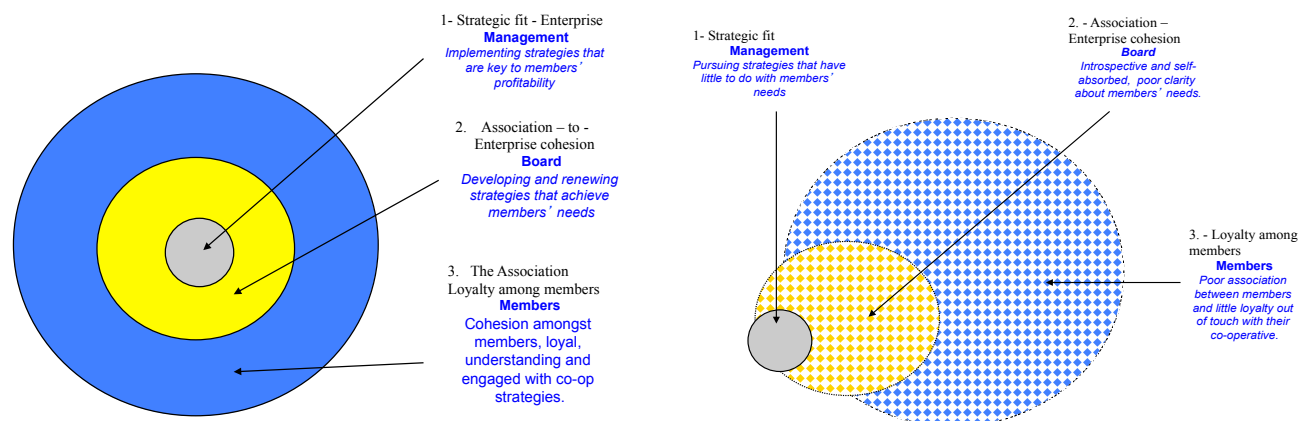 1- Strategic fit - Enterprise
Management
Implementing strategies that
are key to members’
profitability
2. Association – to -
Enterprise cohesion
Board
Developing and renewing
strategies that achieve
members’ needs
3. The Association
Loyalty among members
Members
Cohesion amongst
members, loyal,
understanding and
engaged with co-op
strategies.
1- Strategic fit
Management
Pursuing strategies that have
little to do with members’
needs
2. - Association –
Enterprise cohesion
Board
Introspective and self-
absorbed, poor clarity
about members’ needs.
3. - Loyalty among
members
Members
Poor association
between members
and little loyalty out
of touch with their
co-operative.